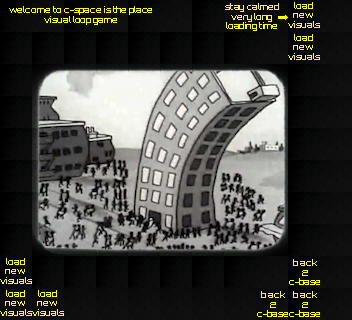 welcome to c-space is the place
visual loop game
stay calmed
very long
loading time
load
new
visuals
load
new
visuals
load
new
visuals
load
new
visuals
load
new
visuals
back
2
c-base
back
2
c-base
back
2
c-base